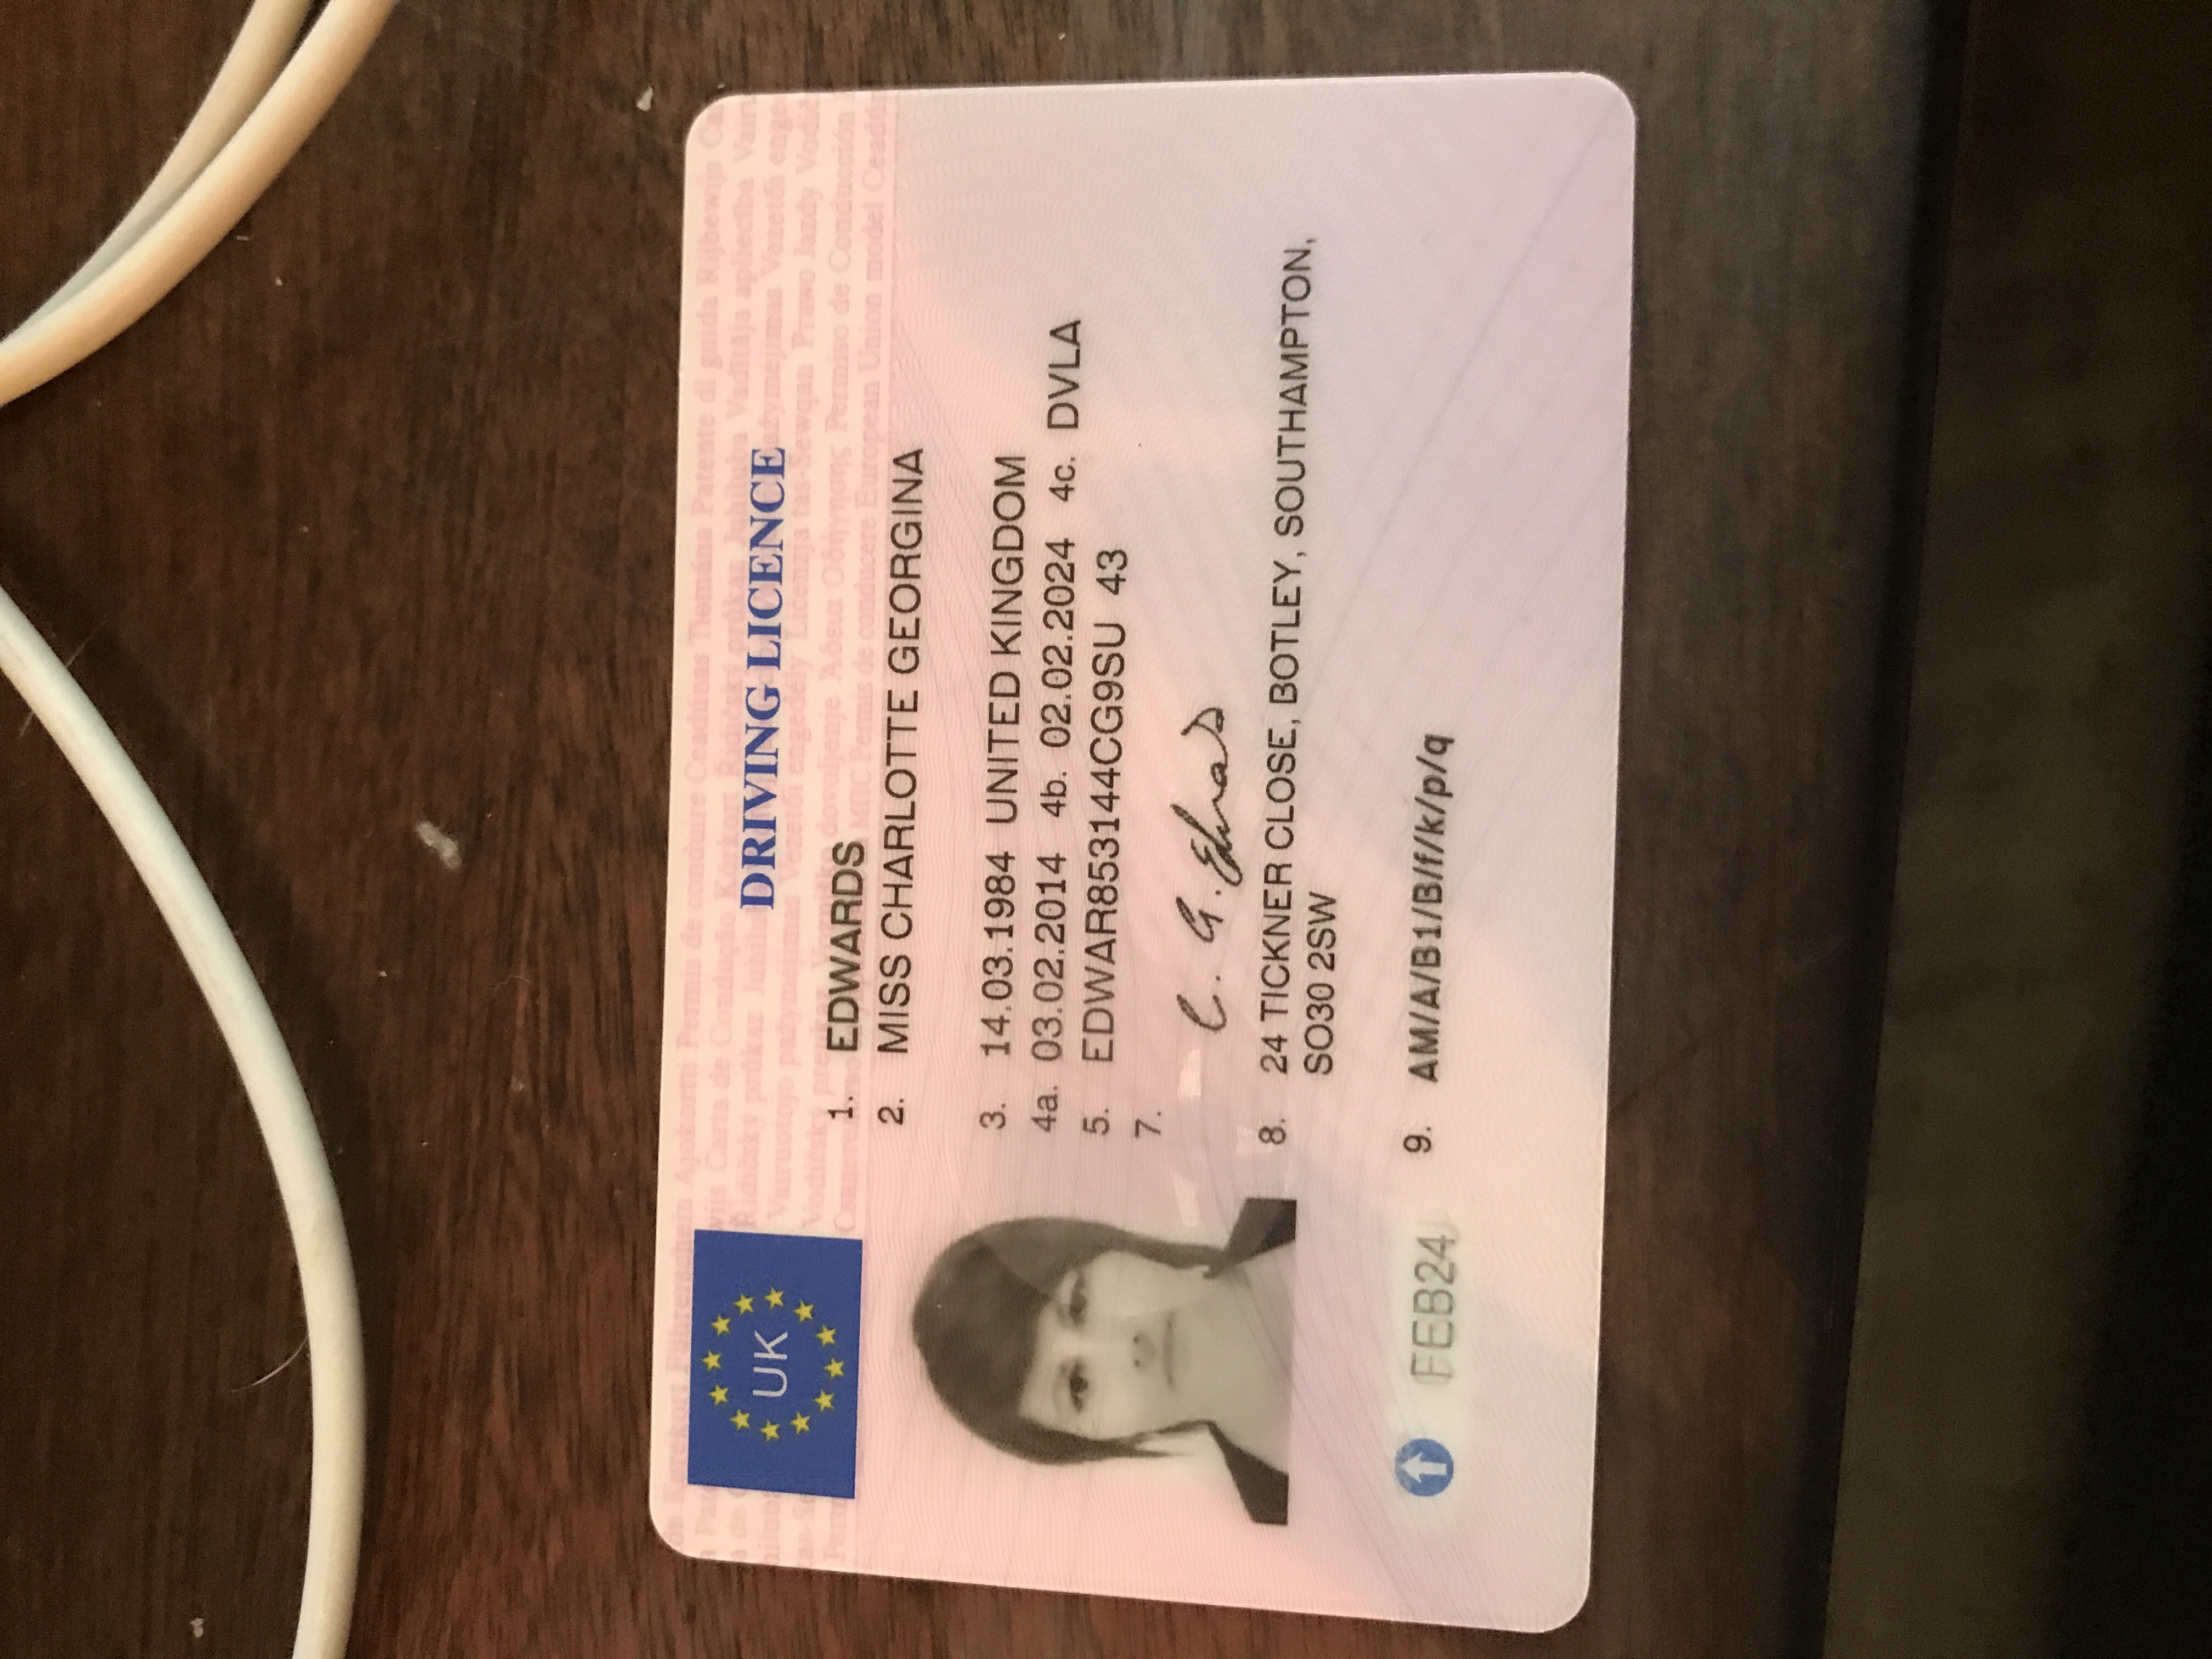 UK
DRIVING LICENCE
1. EDWARDS
2. MISS CHARLOTTE GEORGINA
3. 14.03.1984 UNITED KINGDOM
4a. 03.02.2014 4b. 02.02.2024 4c. DVLA
5. EDWAR853144CG9SU 43
7.
C. G. Edwards
8. 24 TICKNER CLOSE, BOTLEY, SOUTHAMPTON,
SO30 2SW
FEB24
9. AM/A/B1/B/f/k/p/q
Kørekort Führerschein Ajokortti Permis de conduire Ceadúnas Tiomána Patente di guida Rijbewijs
Carta de Condução Körkort Řidičský průkaz Juhiluba Vadītāja apliecība
Řidičský průkaz
Vairuotojo pažymėjimas Vezetői engedély Liċenzja tas-Sewqan Prawo Jazdy
Vodičský preukaz Vozniško dovoljenje Άδεια Οδήγησης Permiso de Conducción
МПС Permis de conducere European Union model